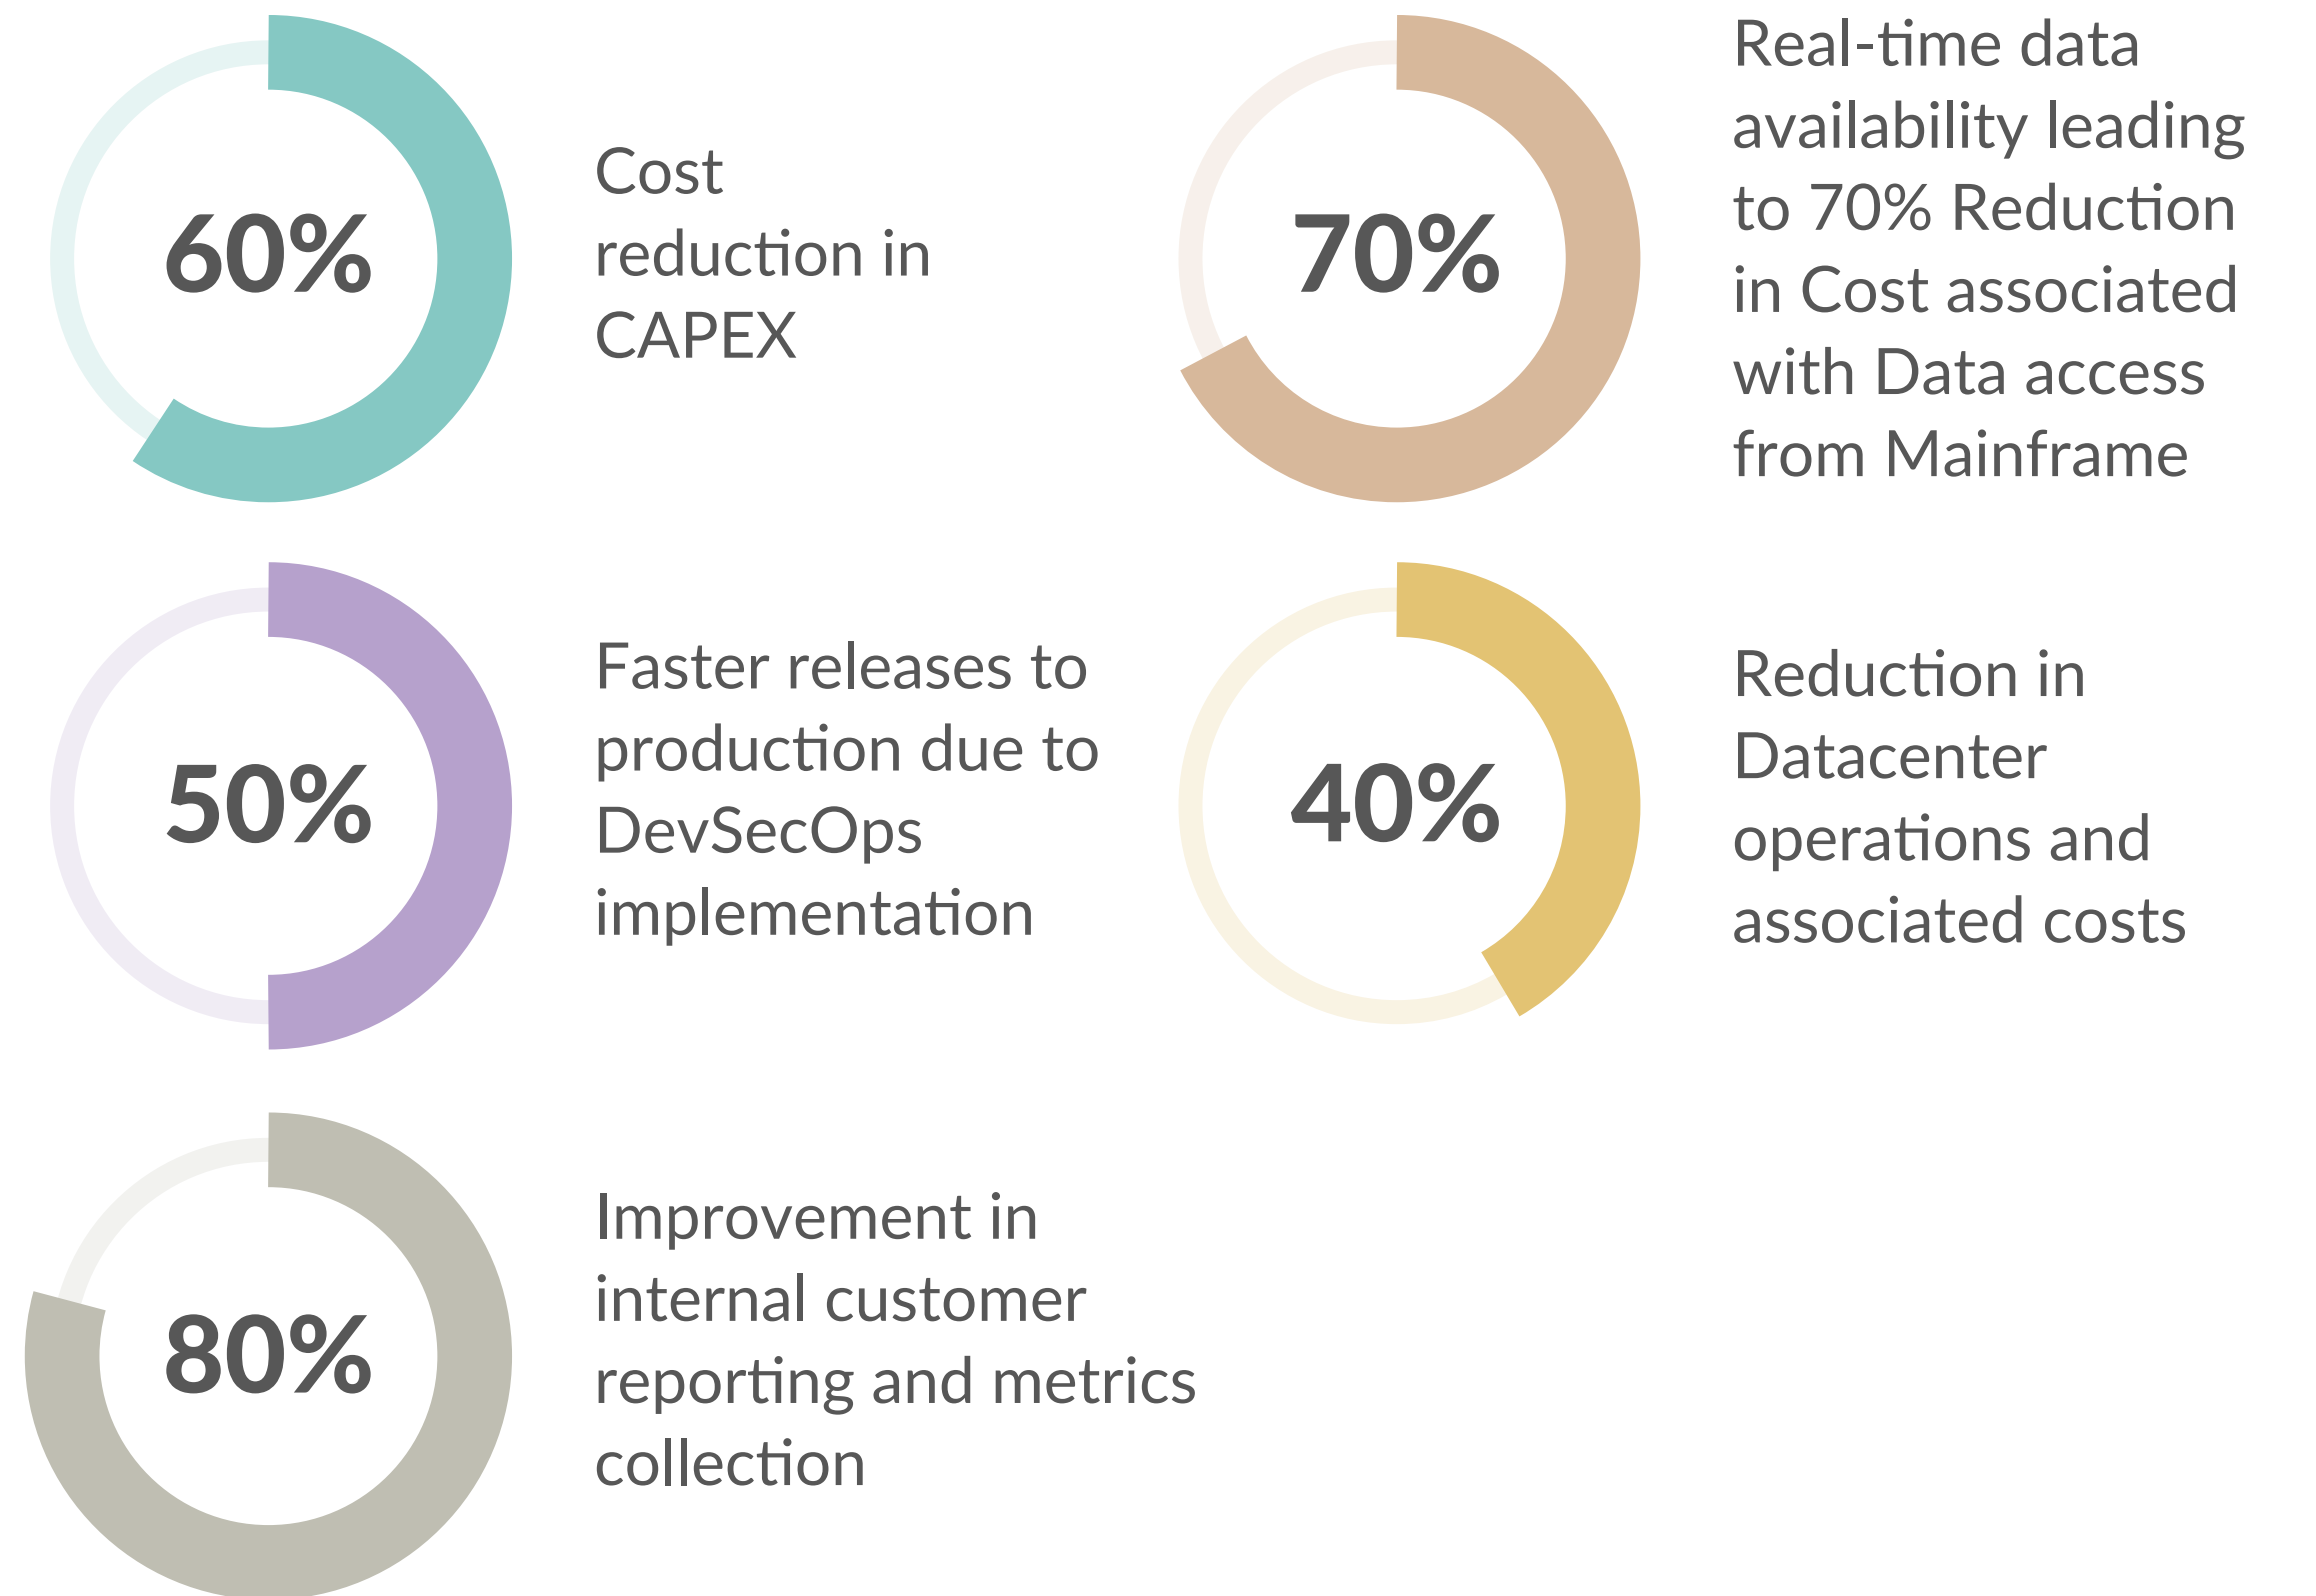 60%
Cost
reduction in
CAPEX
70%
Real-time data
availability leading
to 70% Reduction
in Cost associated
with Data access
from Mainframe
50%
Faster releases to
production due to
DevSecOps
implementation
40%
Reduction in
Datacenter
operations and
associated costs
80%
Improvement in
internal customer
reporting and metrics
collection